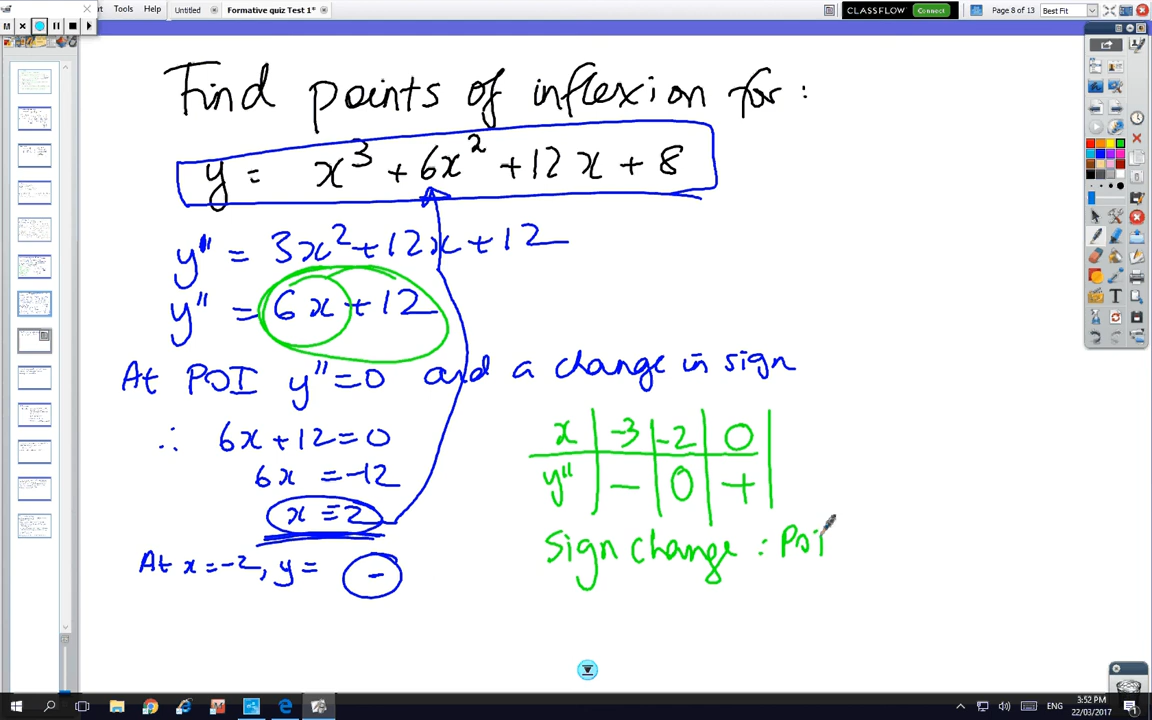 Tools Help Untitled Formative quiz Test 1* CLASSFLOW Connect Page 8 of 13 Best Fit
Find points of inflexion for:
y = x³ + 6x² + 12x + 8
y" = 3x² + 12x + 12
y" = 6x + 12
At POI y" = 0 and a change in sign
∴ 6x + 12 = 0
6x = -12
x = -2
At x = -2, y = -
x -3 -2 0
y" - 0 +
Sign change : POI
ENG 3:52 PM
22/03/2017